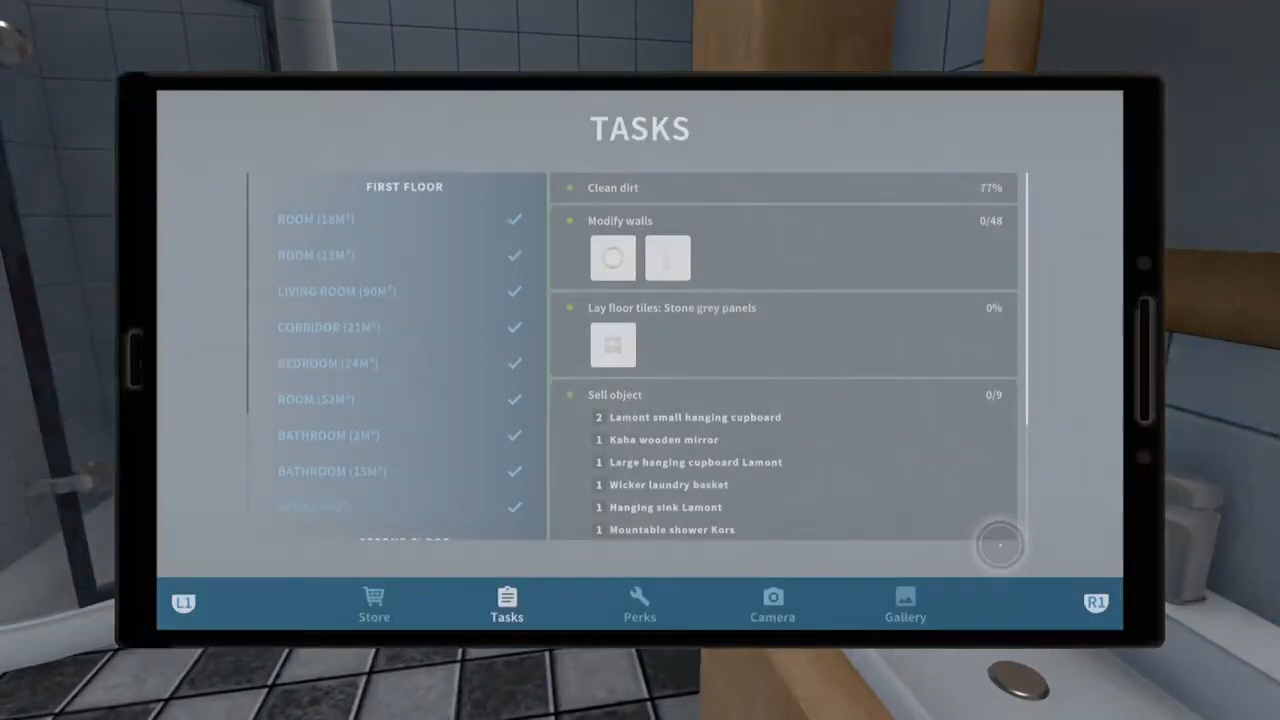 TASKS
FIRST FLOOR
ROOM (18M²)
ROOM (13M²)
LIVING ROOM (90M²)
CORRIDOR (21M²)
BEDROOM (24M²)
ROOM (52M²)
BATHROOM (2M²)
BATHROOM (15M²)
Clean dirt 77%
Modify walls 0/48
Lay floor tiles: Stone grey panels 0%
Sell object 0/9
2 Lamont small hanging cupboard
1 Kaha wooden mirror
1 Large hanging cupboard Lamont
1 Wicker laundry basket
1 Hanging sink Lamont
1 Mountable shower Kors
L1
Store
Tasks
Perks
Camera
Gallery
R1